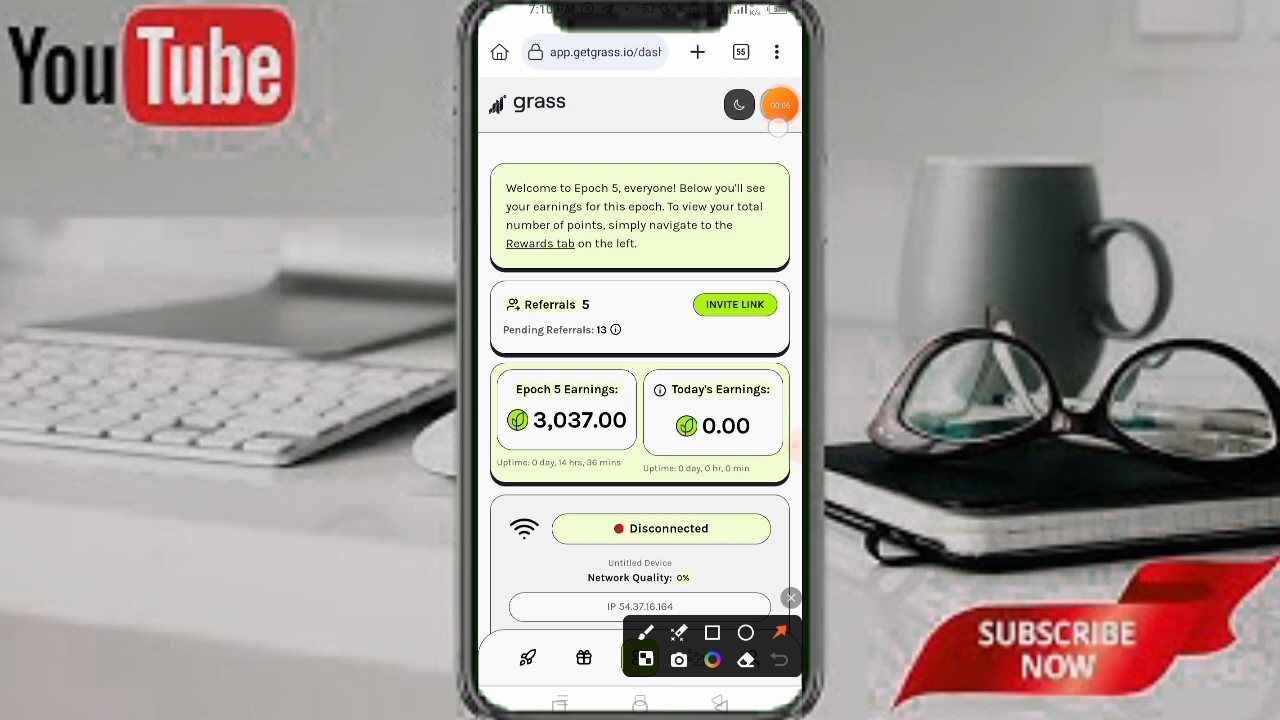 YouTube
7:10
K/s
app.getgrass.io/dash
55
grass
00:06
Welcome to Epoch 5, everyone! Below you'll see
your earnings for this epoch. To view your total
number of points, simply navigate to the
Rewards tab on the left.
Referrals 5
INVITE LINK
Pending Referrals: 13
Epoch 5 Earnings:
3,037.00
Uptime: 0 day, 14 hrs, 36 mins
Today's Earnings:
0.00
Uptime: 0 day, 0 hr, 0 min
Disconnected
Untitled Device
Network Quality: 0%
IP 54.37.16.164
SUBSCRIBE
NOW